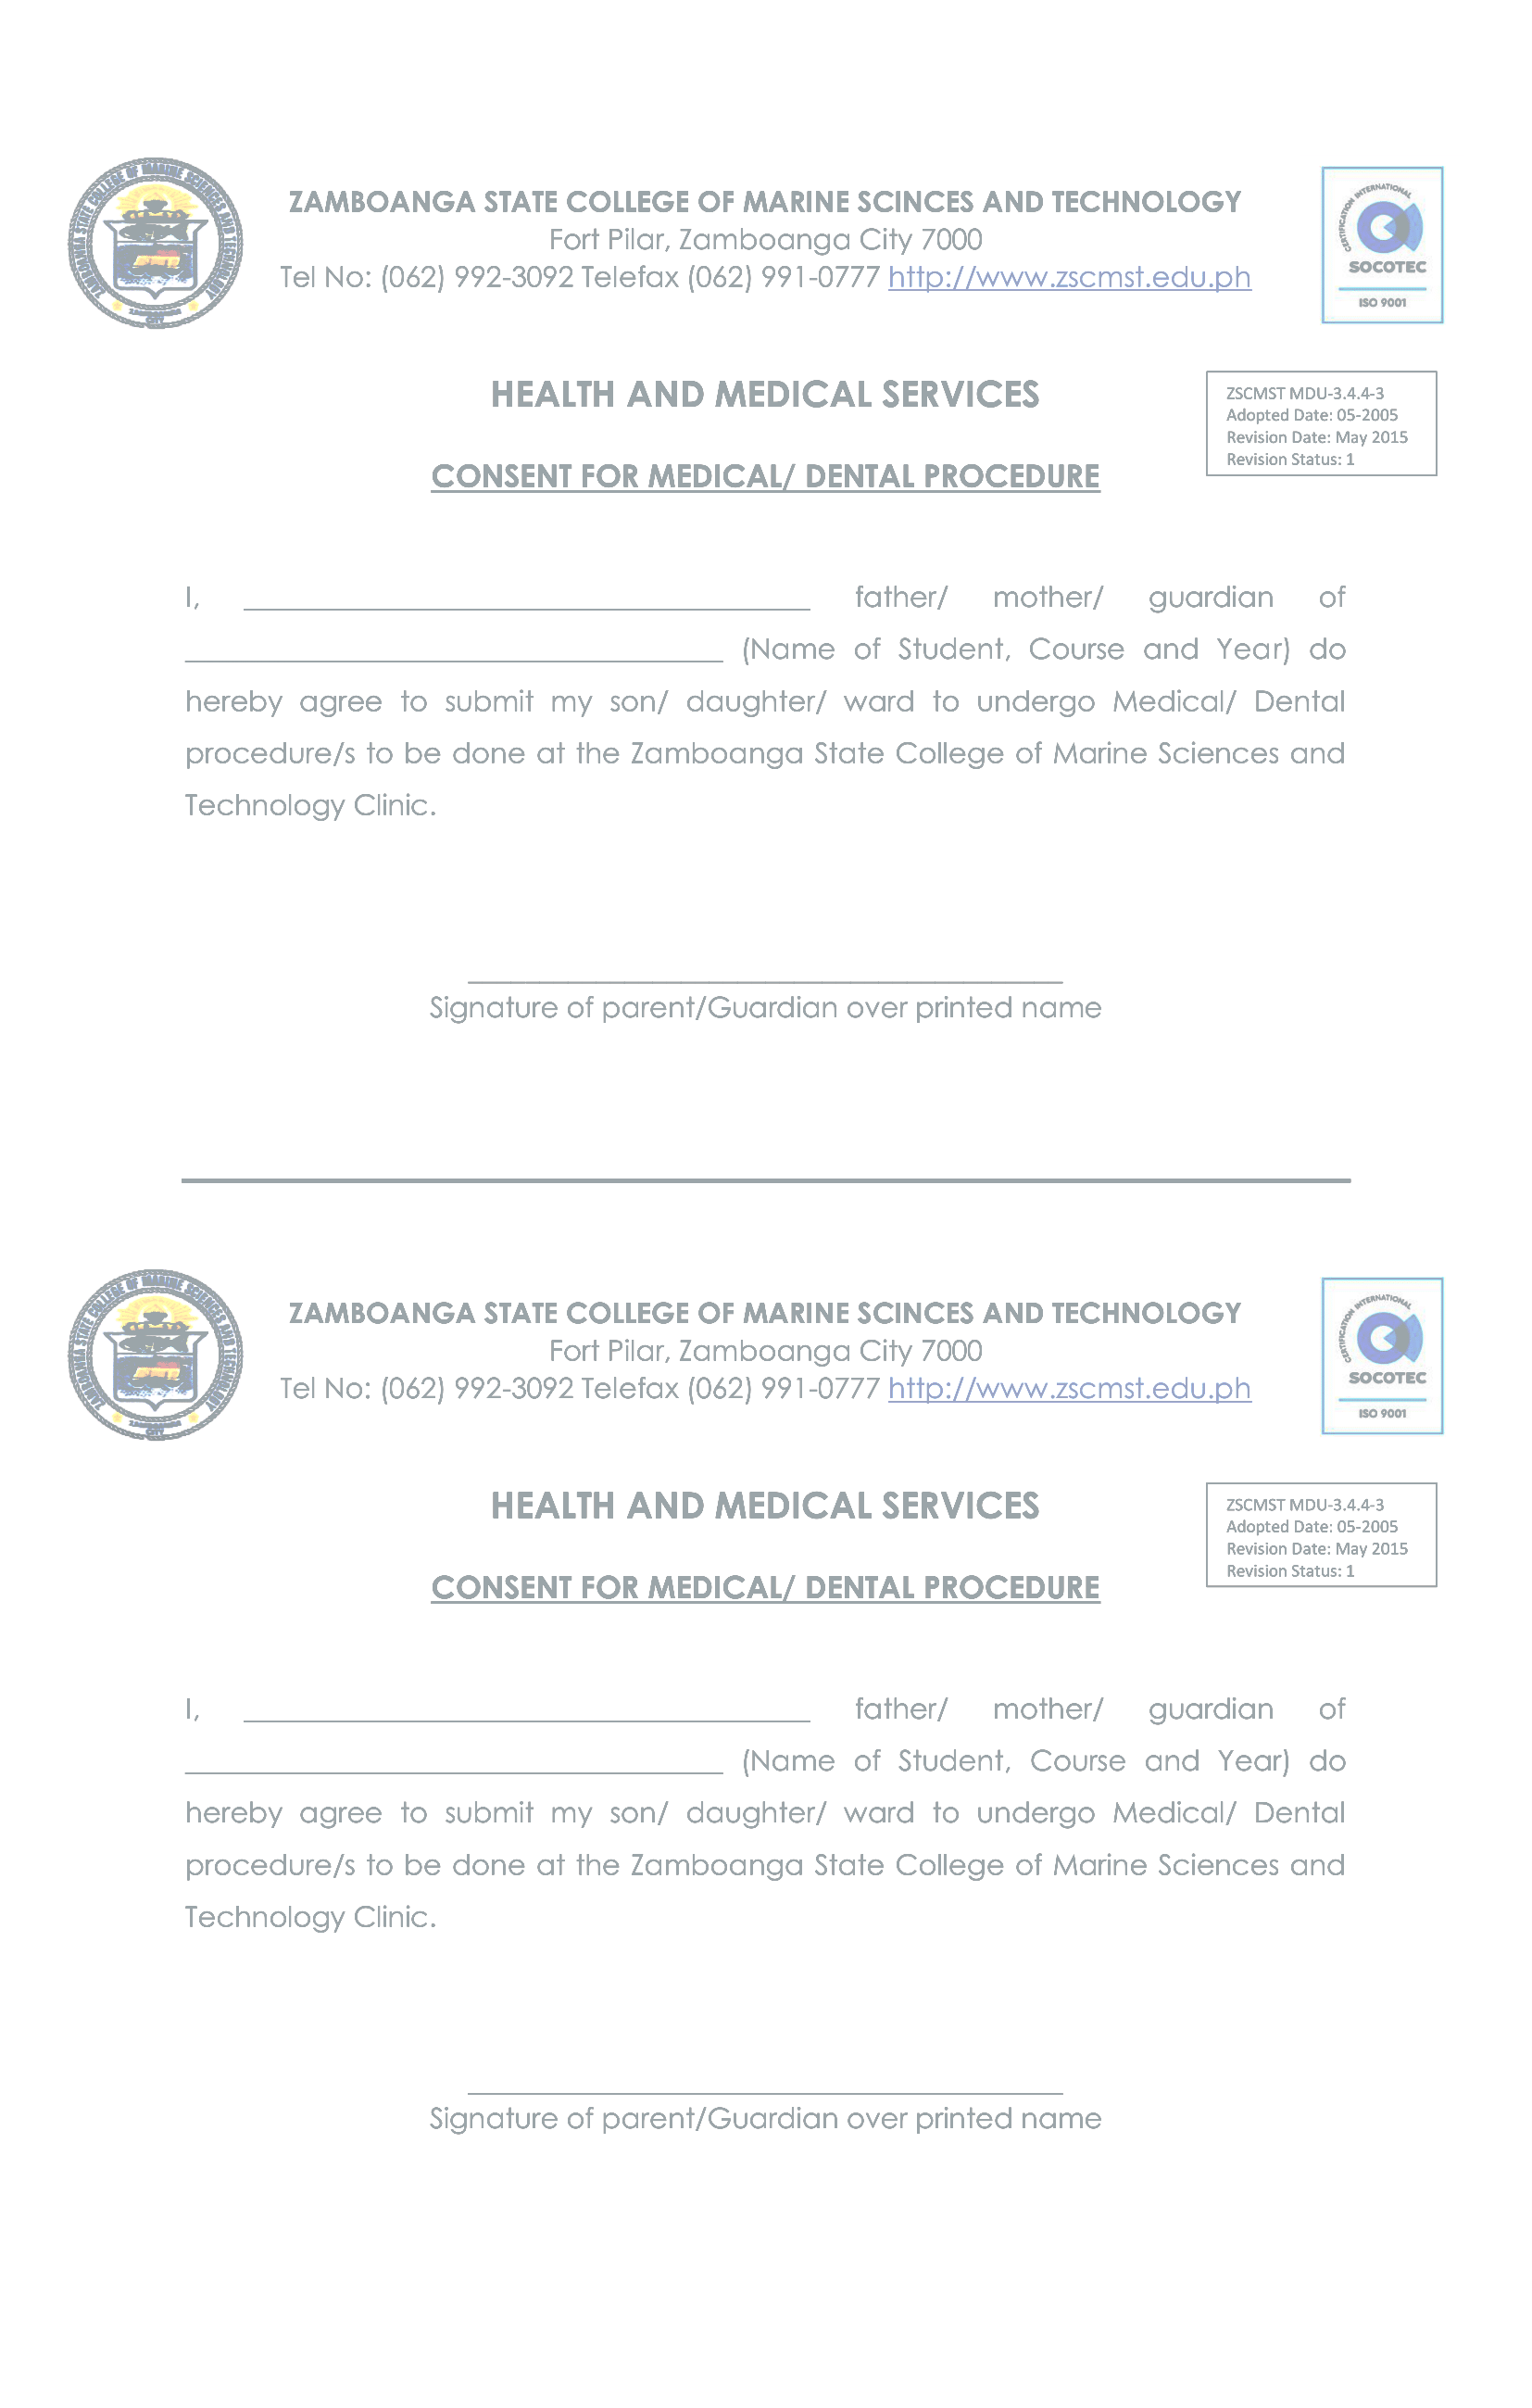 ZAMBOANGA STATE COLLEGE OF MARINE SCIENCES AND TECHNOLOGY
ZAMBOANGA
CITY
ZAMBOANGA STATE COLLEGE OF MARINE SCINCES AND TECHNOLOGY
Fort Pilar, Zamboanga City 7000
Tel No: (062) 992-3092 Telefax (062) 991-0777 http://www.zscmst.edu.ph
CERTIFICATION INTERNATIONAL
SOCOTEC
ISO 9001
HEALTH AND MEDICAL SERVICES
ZSCMST MDU-3.4.4-3
Adopted Date: 05-2005
Revision Date: May 2015
Revision Status: 1
CONSENT FOR MEDICAL/ DENTAL PROCEDURE
I, ____________________________________ father/ mother/ guardian of
__________________________________ (Name of Student, Course and Year) do
hereby agree to submit my son/ daughter/ ward to undergo Medical/ Dental
procedure/s to be done at the Zamboanga State College of Marine Sciences and
Technology Clinic.
______________________________________
Signature of parent/Guardian over printed name
ZAMBOANGA STATE COLLEGE OF MARINE SCIENCES AND TECHNOLOGY
ZAMBOANGA
CITY
ZAMBOANGA STATE COLLEGE OF MARINE SCINCES AND TECHNOLOGY
Fort Pilar, Zamboanga City 7000
Tel No: (062) 992-3092 Telefax (062) 991-0777 http://www.zscmst.edu.ph
CERTIFICATION INTERNATIONAL
SOCOTEC
ISO 9001
HEALTH AND MEDICAL SERVICES
ZSCMST MDU-3.4.4-3
Adopted Date: 05-2005
Revision Date: May 2015
Revision Status: 1
CONSENT FOR MEDICAL/ DENTAL PROCEDURE
I, ____________________________________ father/ mother/ guardian of
__________________________________ (Name of Student, Course and Year) do
hereby agree to submit my son/ daughter/ ward to undergo Medical/ Dental
procedure/s to be done at the Zamboanga State College of Marine Sciences and
Technology Clinic.
______________________________________
Signature of parent/Guardian over printed name